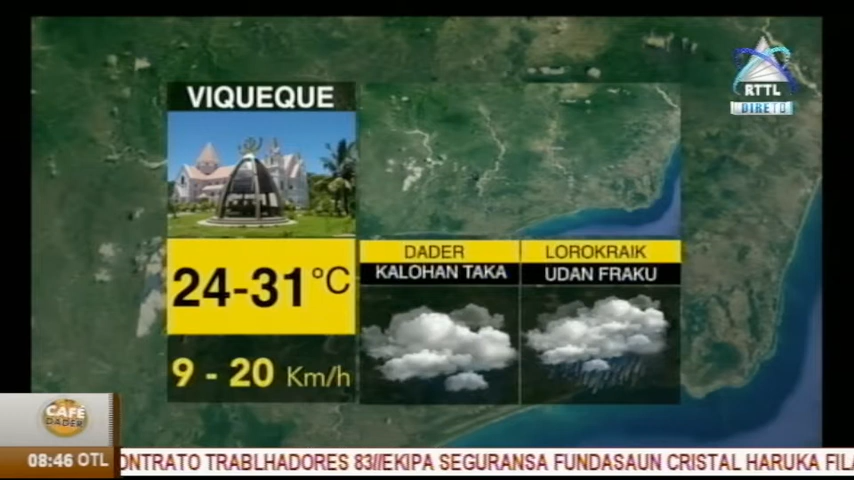 VIQUEQUE
RTTL
DIRETO
24-31°C
9 - 20 Km/h
DADER
KALOHAN TAKA
LOROKRAIK
UDAN FRAKU
CAFÉ
DADER
08:46 OTL
ONTRATO TRABLHADORES 83//EKIPA SEGURANSA FUNDASAUN CRISTAL HARUKA FILA